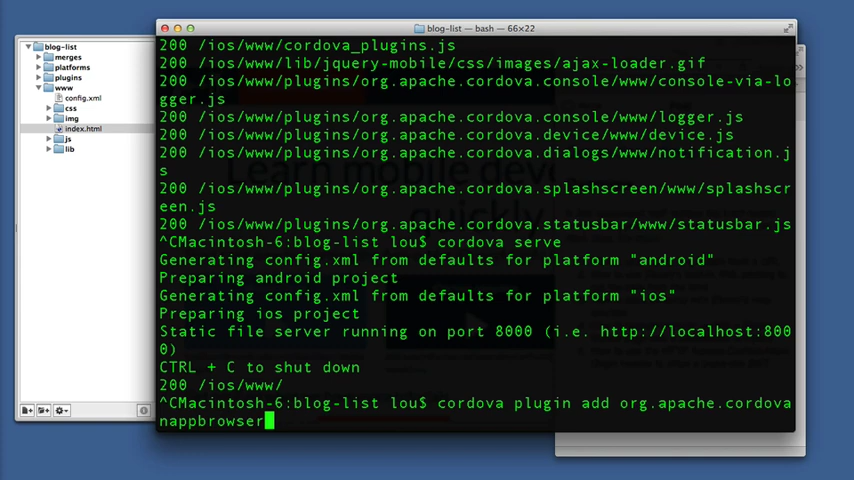 blog-list — bash — 66×22
blog-list
merges
platforms
plugins
www
config.xml
css
img
index.html
js
lib
200 /ios/www/cordova_plugins.js
200 /ios/www/lib/jquery-mobile/css/images/ajax-loader.gif
200 /ios/www/plugins/org.apache.cordova.console/www/console-via-lo
gger.js
200 /ios/www/plugins/org.apache.cordova.console/www/logger.js
200 /ios/www/plugins/org.apache.cordova.device/www/device.js
200 /ios/www/plugins/org.apache.cordova.dialogs/www/notification.j
s
200 /ios/www/plugins/org.apache.cordova.splashscreen/www/splashscr
een.js
200 /ios/www/plugins/org.apache.cordova.statusbar/www/statusbar.js
^CMacintosh-6:blog-list lou$ cordova serve
Generating config.xml from defaults for platform "android"
Preparing android project
Generating config.xml from defaults for platform "ios"
Preparing ios project
Static file server running on port 8000 (i.e. http://localhost:800
0)
CTRL + C to shut down
200 /ios/www/
^CMacintosh-6:blog-list lou$ cordova plugin add org.apache.cordova
nappbrowser
Learn mobile deve
quickly